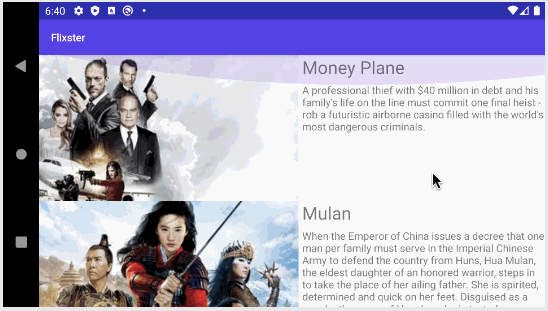 6:40
Flixster
Money Plane
A professional thief with $40 million in debt and his
family's life on the line must commit one final heist -
rob a futuristic airborne casino filled with the world's
most dangerous criminals.
Mulan
When the Emperor of China issues a decree that one
man per family must serve in the Imperial Chinese
Army to defend the country from Huns, Hua Mulan,
the eldest daughter of an honored warrior, steps in
to take the place of her ailing father. She is spirited,
determined and quick on her feet. Disguised as a